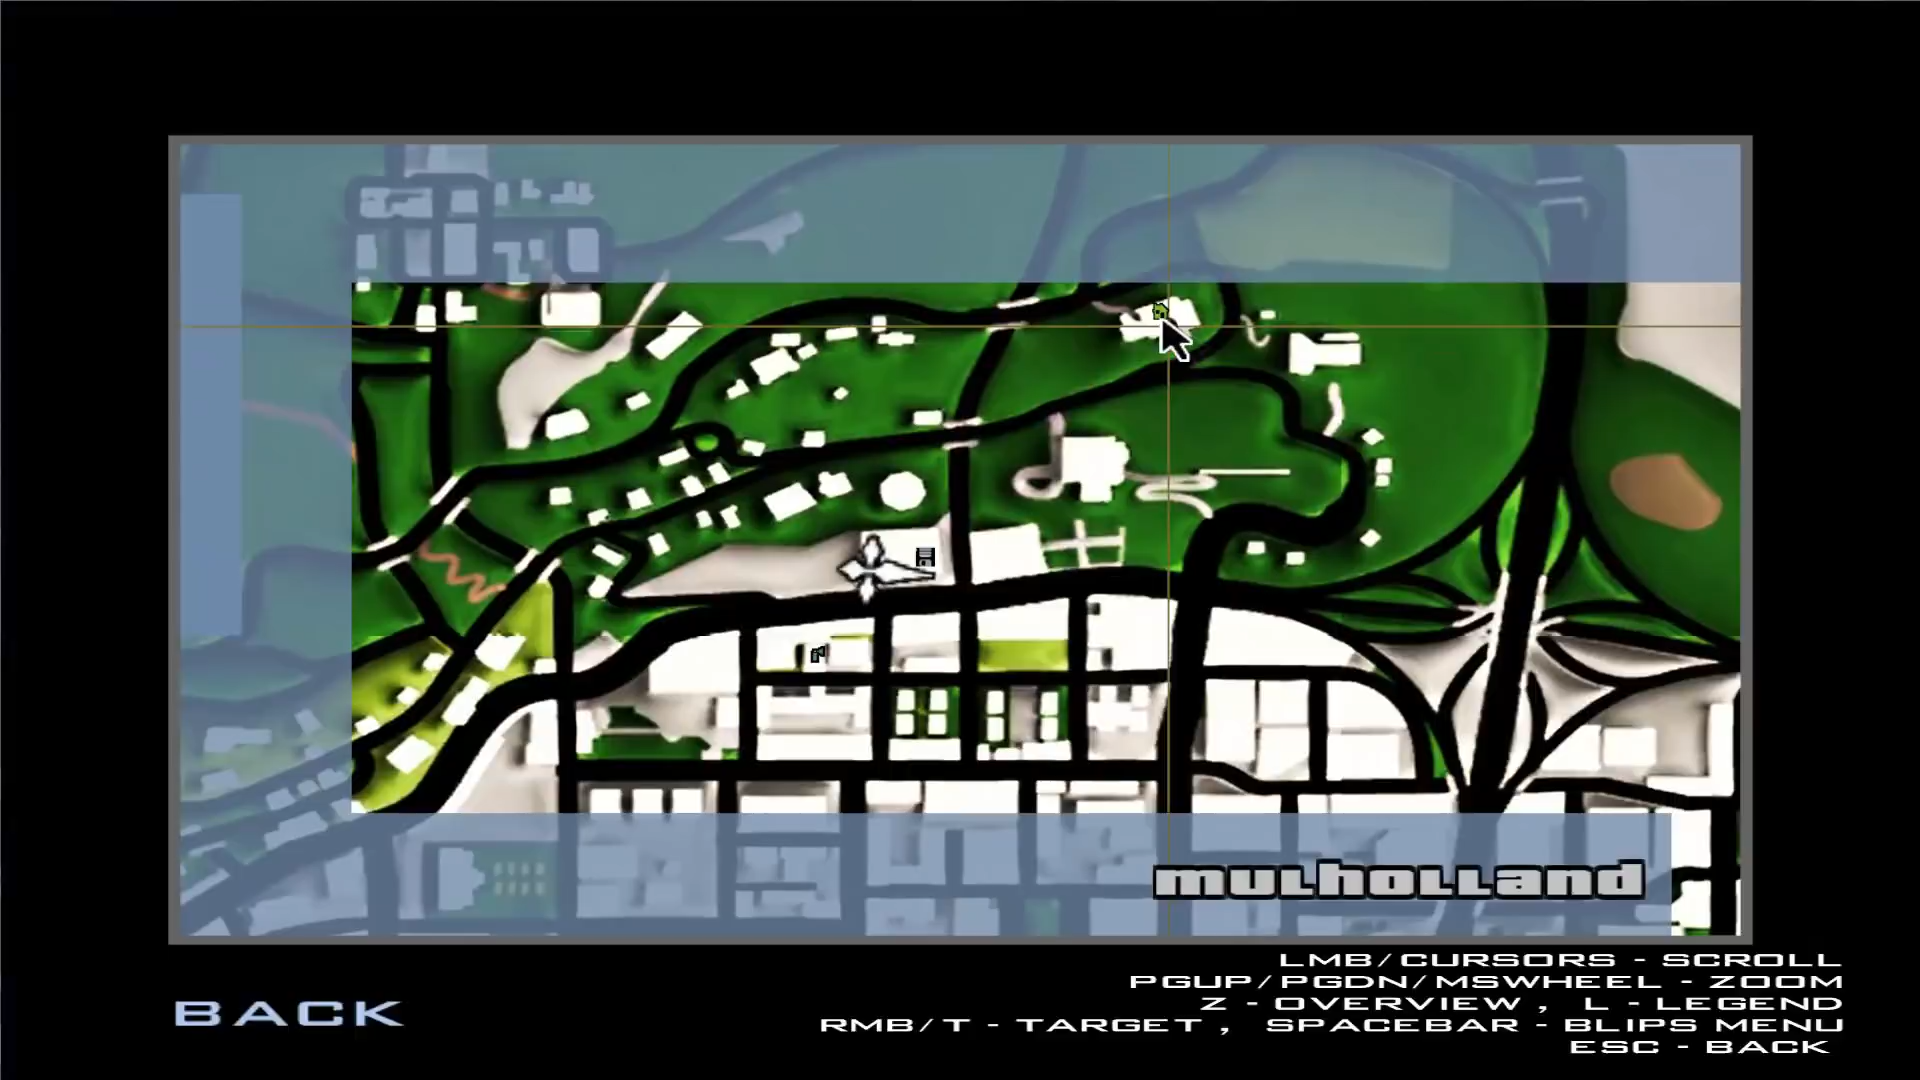 mulholland
LMB/CURSORS - SCROLL
PGUP/PGDN/MSWHEEL - ZOOM
Z - OVERVIEW , L - LEGEND
RMB/T - TARGET , SPACEBAR - BLIPS MENU
ESC - BACK
BACK